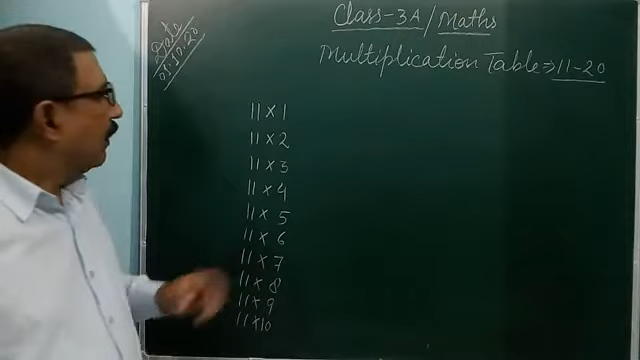 Date
05.10.20
Class-3A/Maths
Multiplication Table⇒11-20
11 × 1
11 × 2
11 × 3
11 × 4
11 × 5
11 × 6
11 × 7
11 × 8
11 × 9
11 × 10